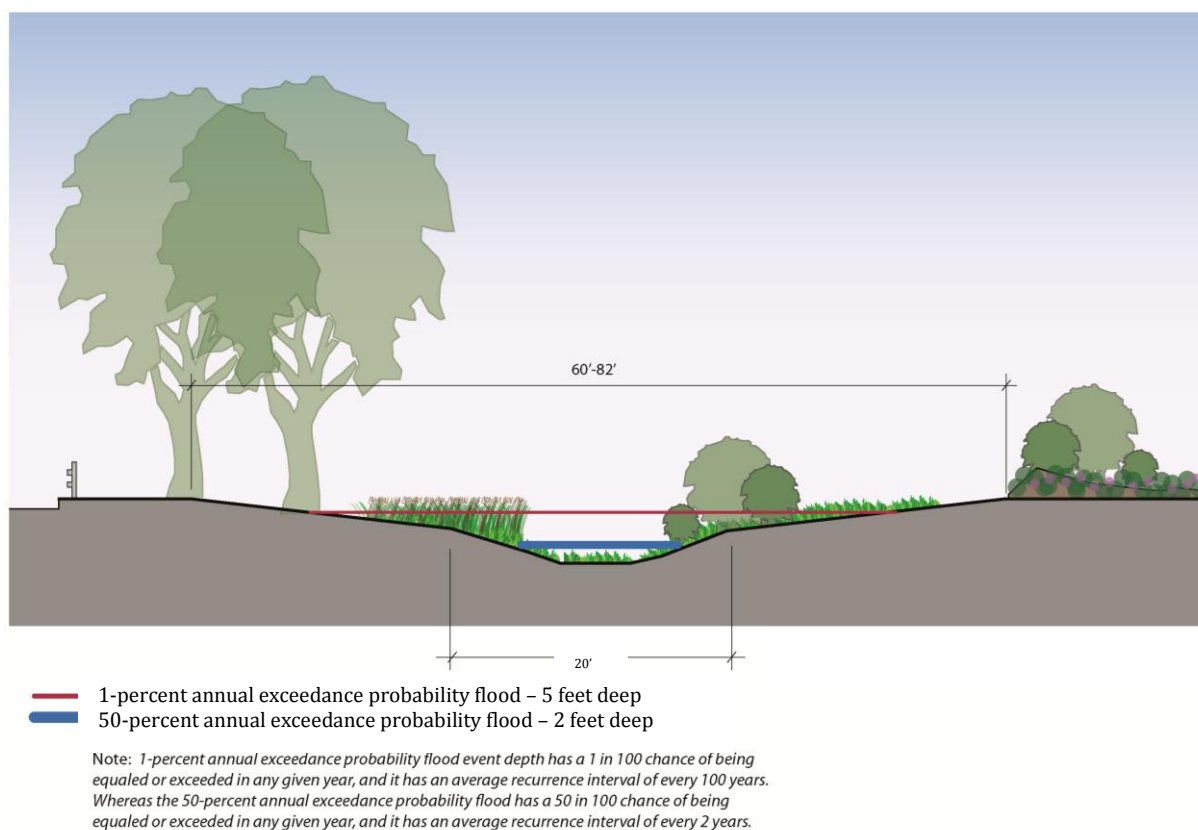 60'-82'
20'
1-percent annual exceedance probability flood – 5 feet deep
50-percent annual exceedance probability flood – 2 feet deep
Note: 1-percent annual exceedance probability flood event depth has a 1 in 100 chance of being
equaled or exceeded in any given year, and it has an average recurrence interval of every 100 years.
Whereas the 50-percent annual exceedance probability flood has a 50 in 100 chance of being
equaled or exceeded in any given year, and it has an average recurrence interval of every 2 years.